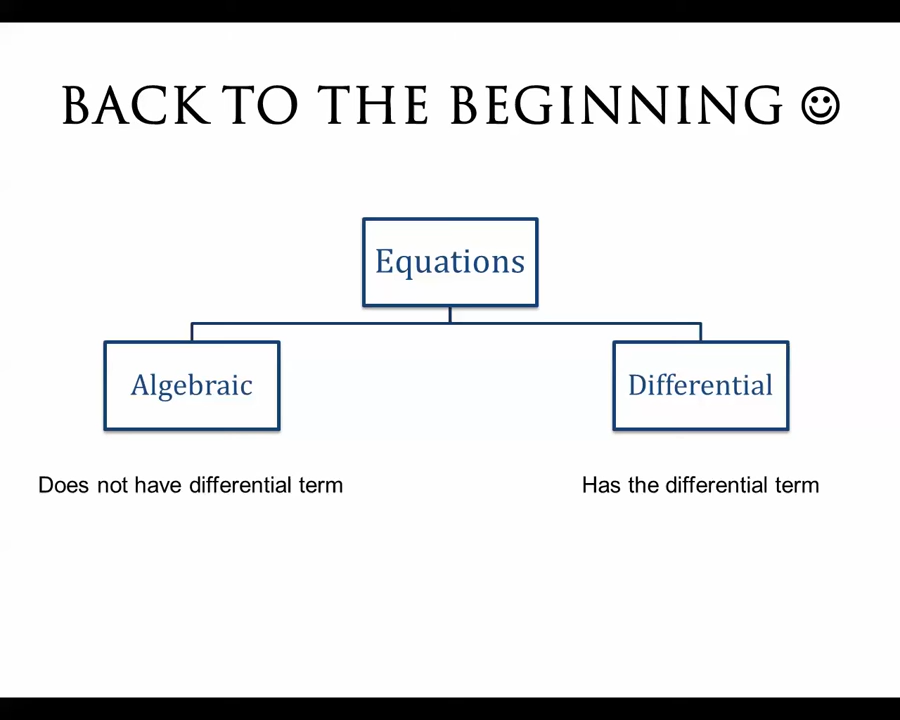 BACK TO THE BEGINNING ☺
Equations
Algebraic
Differential
Does not have differential term
Has the differential term